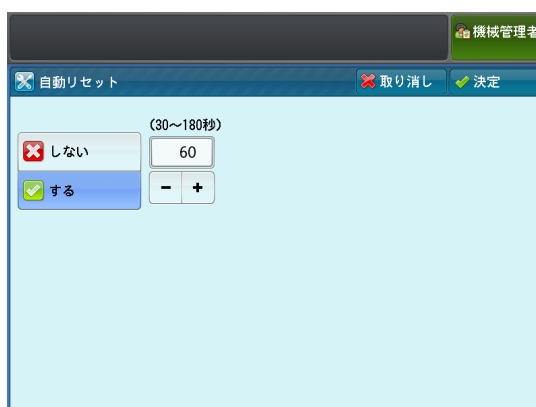 機械管理者
自動リセット
取り消し
決定
(30～180秒)
しない
60
する
- +